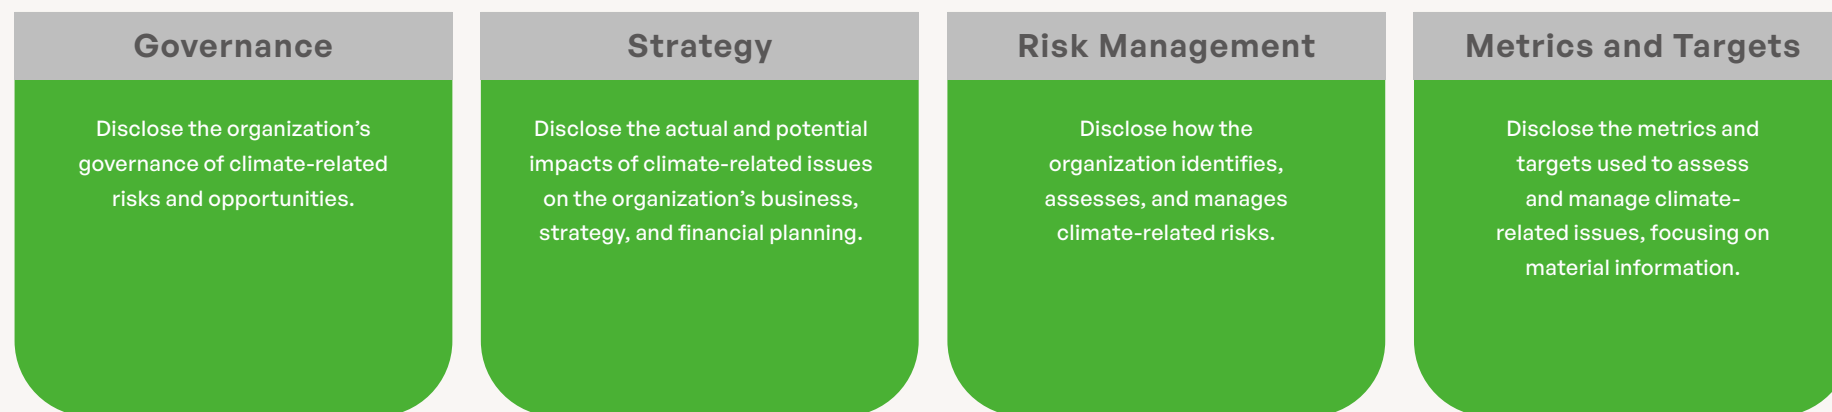 Governance
Disclose the organization’s
governance of climate-related
risks and opportunities.
Strategy
Disclose the actual and potential
impacts of climate-related issues
on the organization’s business,
strategy, and financial planning.
Risk Management
Disclose how the
organization identifies,
assesses, and manages
climate-related risks.
Metrics and Targets
Disclose the metrics and
targets used to assess
and manage climate-
related issues, focusing on
material information.